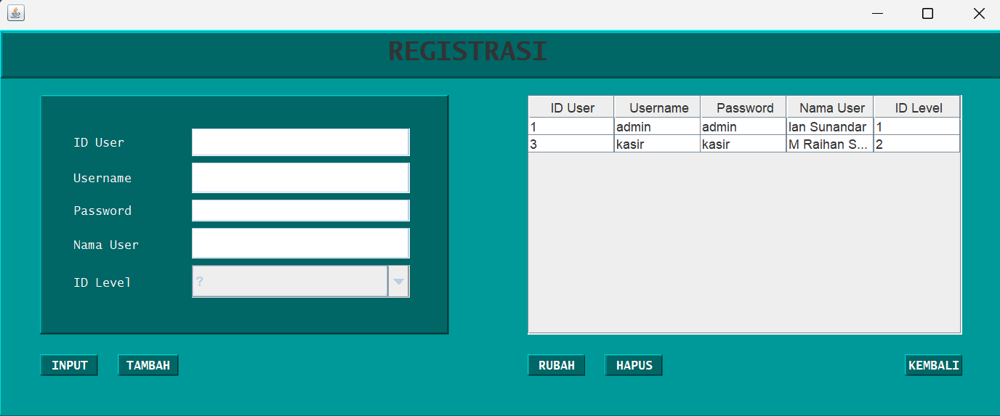 REGISTRASI
ID User
Username
Password
Nama User
ID Level ?
INPUT TAMBAH
ID User Username Password Nama User ID Level
1 admin admin Ian Sunandar 1
3 kasir kasir M Raihan S... 2
RUBAH HAPUS KEMBALI